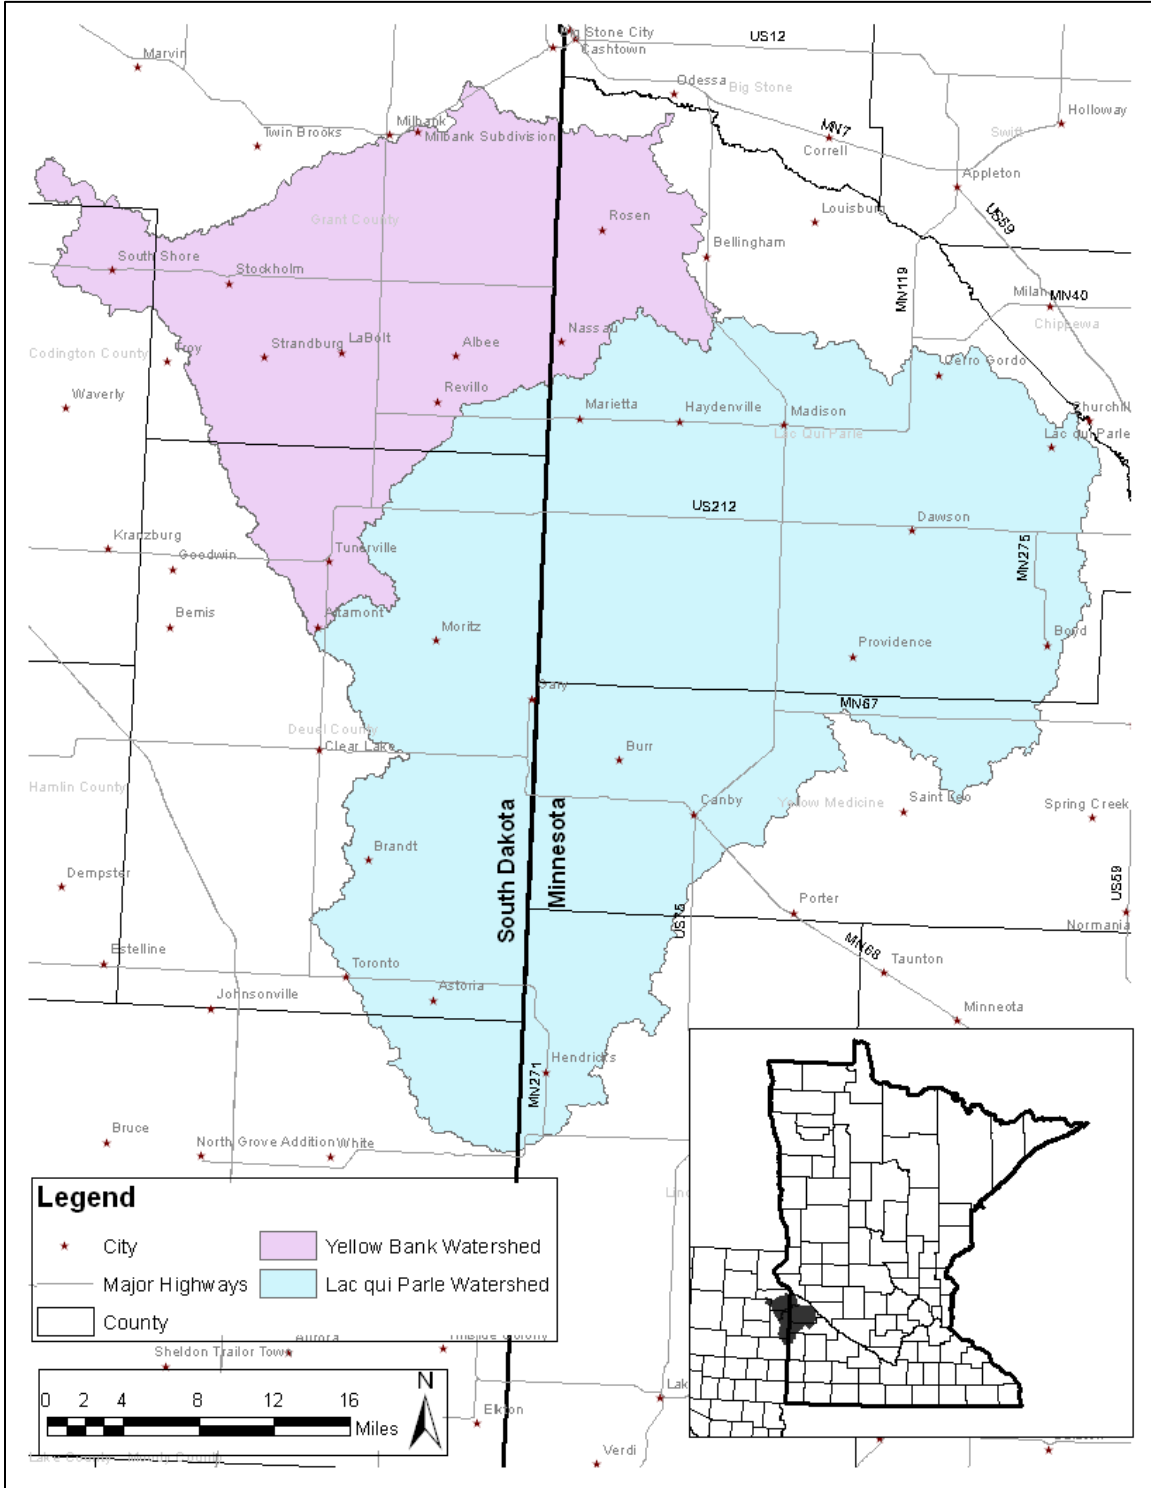 Big Stone City
Cashtown
US12
Marvin
Odessa
Big Stone
Holloway
Milbank
Milbank Subdivision
Twin Brooks
MN7
Correll
Swift
Appleton
Grant County
Rosen
Louisburg
US59
Bellingham
South Shore
Stockholm
MN119
Milan
MN40
Chippewa
Nassau
Codington County
Troy
Strandburg
LaBolt
Albee
Cerro Gordo
Waverly
Revillo
Marietta
Haydenville
Madison
Churchill
Lac Qui Parle
Lac qui Parle
US212
Dawson
Kranzburg
Goodwin
Tunerville
MN275
Bemis
Altamont
Moritz
Boyd
Providence
Gary
MN67
Deuel County
Clear Lake
Burr
Hamlin County
Canby
Yellow Medicine
Saint Leo
Spring Creek
South Dakota
Minnesota
Brandt
Dempster
Porter
US59
US75
Normania
MN68
Estelline
Taunton
Toronto
Astoria
Johnsonville
Minneota
Hendricks
MN271
Bruce
North Grove Addition
White
Legend
City
Yellow Bank Watershed
Major Highways
Lac qui Parle Watershed
County
Aurora
Sheldon Trailor Town
N
0 2 4 8 12 16
Miles
Elkton
Verdi